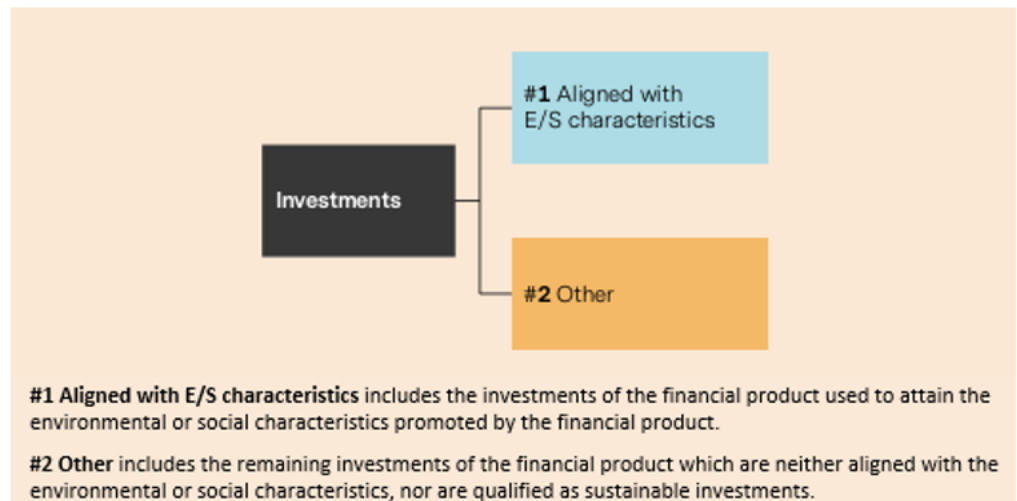 #1 Aligned with
E/S characteristics
Investments
#2 Other
#1 Aligned with E/S characteristics includes the investments of the financial product used to attain the
environmental or social characteristics promoted by the financial product.
#2 Other includes the remaining investments of the financial product which are neither aligned with the
environmental or social characteristics, nor are qualified as sustainable investments.